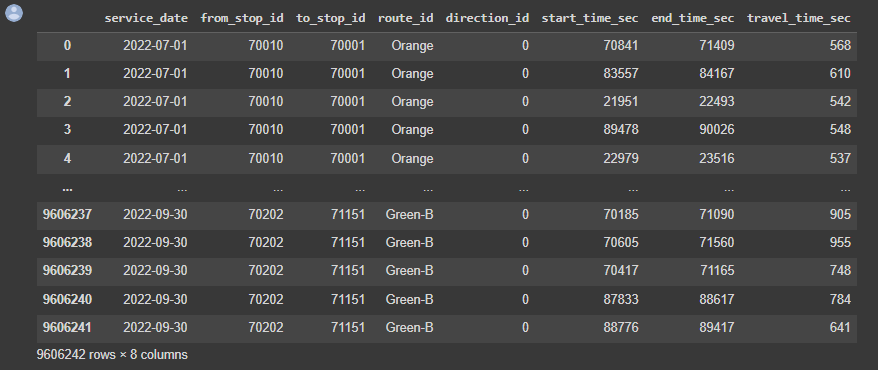 service_date from_stop_id to_stop_id route_id direction_id start_time_sec end_time_sec travel_time_sec
0 2022-07-01 70010 70001 Orange 0 70841 71409 568
1 2022-07-01 70010 70001 Orange 0 83557 84167 610
2 2022-07-01 70010 70001 Orange 0 21951 22493 542
3 2022-07-01 70010 70001 Orange 0 89478 90026 548
4 2022-07-01 70010 70001 Orange 0 22979 23516 537
... ... ... ... ... ... ... ... ...
9606237 2022-09-30 70202 71151 Green-B 0 70185 71090 905
9606238 2022-09-30 70202 71151 Green-B 0 70605 71560 955
9606239 2022-09-30 70202 71151 Green-B 0 70417 71165 748
9606240 2022-09-30 70202 71151 Green-B 0 87833 88617 784
9606241 2022-09-30 70202 71151 Green-B 0 88776 89417 641
9606242 rows × 8 columns